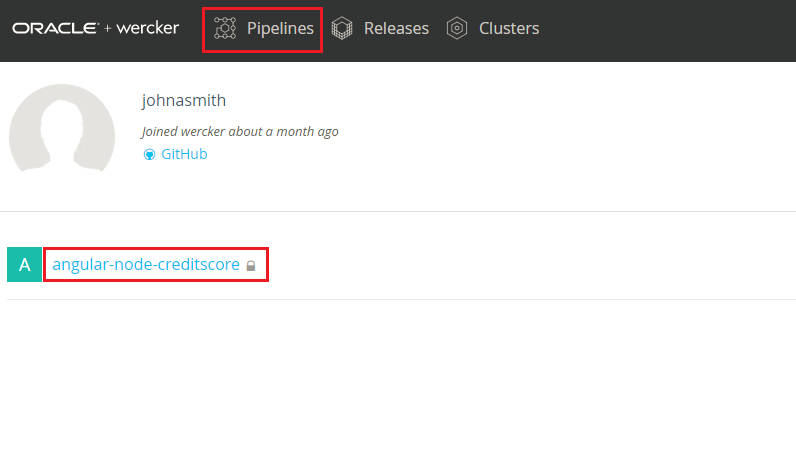 ORACLE® + wercker Pipelines Releases Clusters
johnasmith
Joined wercker about a month ago
GitHub
A angular-node-creditscore